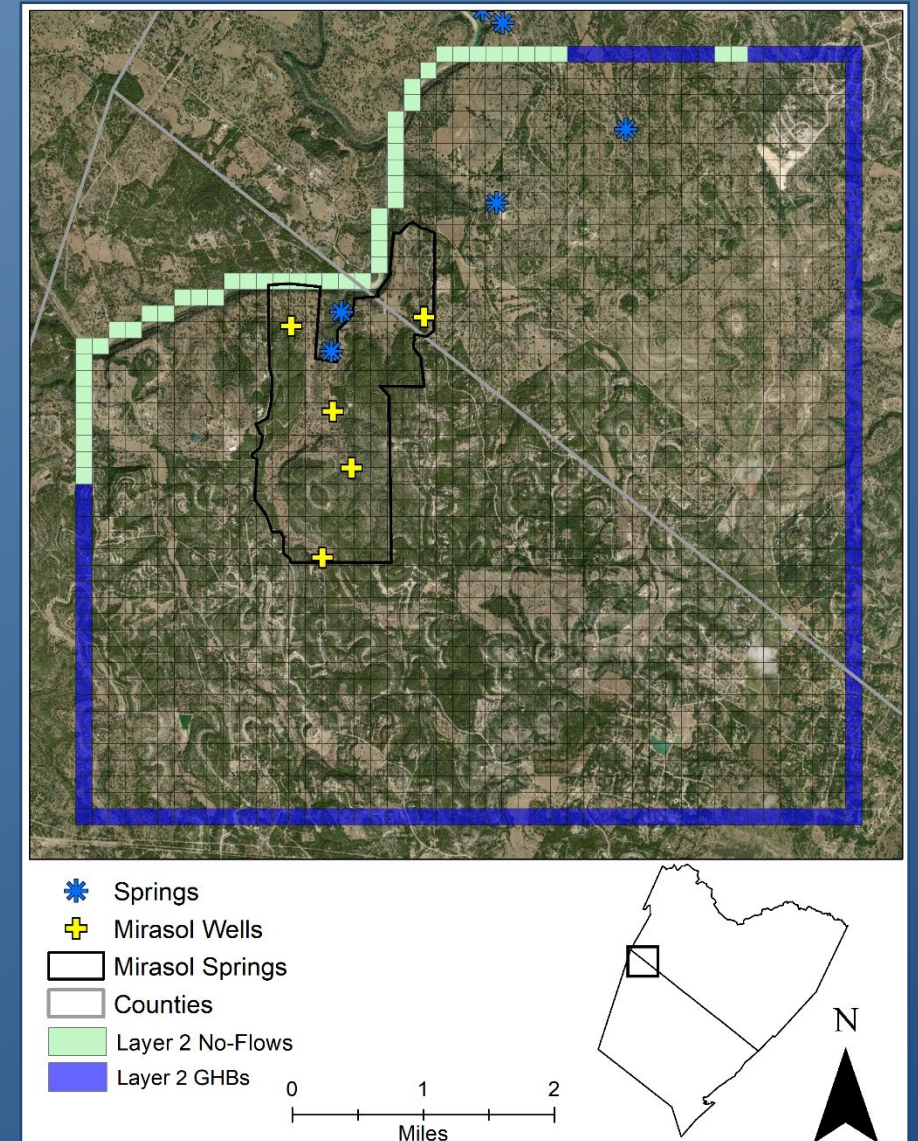 Springs
Mirasol Wells
Mirasol Springs
Counties
Layer 2 No-Flows
Layer 2 GHBs
0 1 2
Miles
N